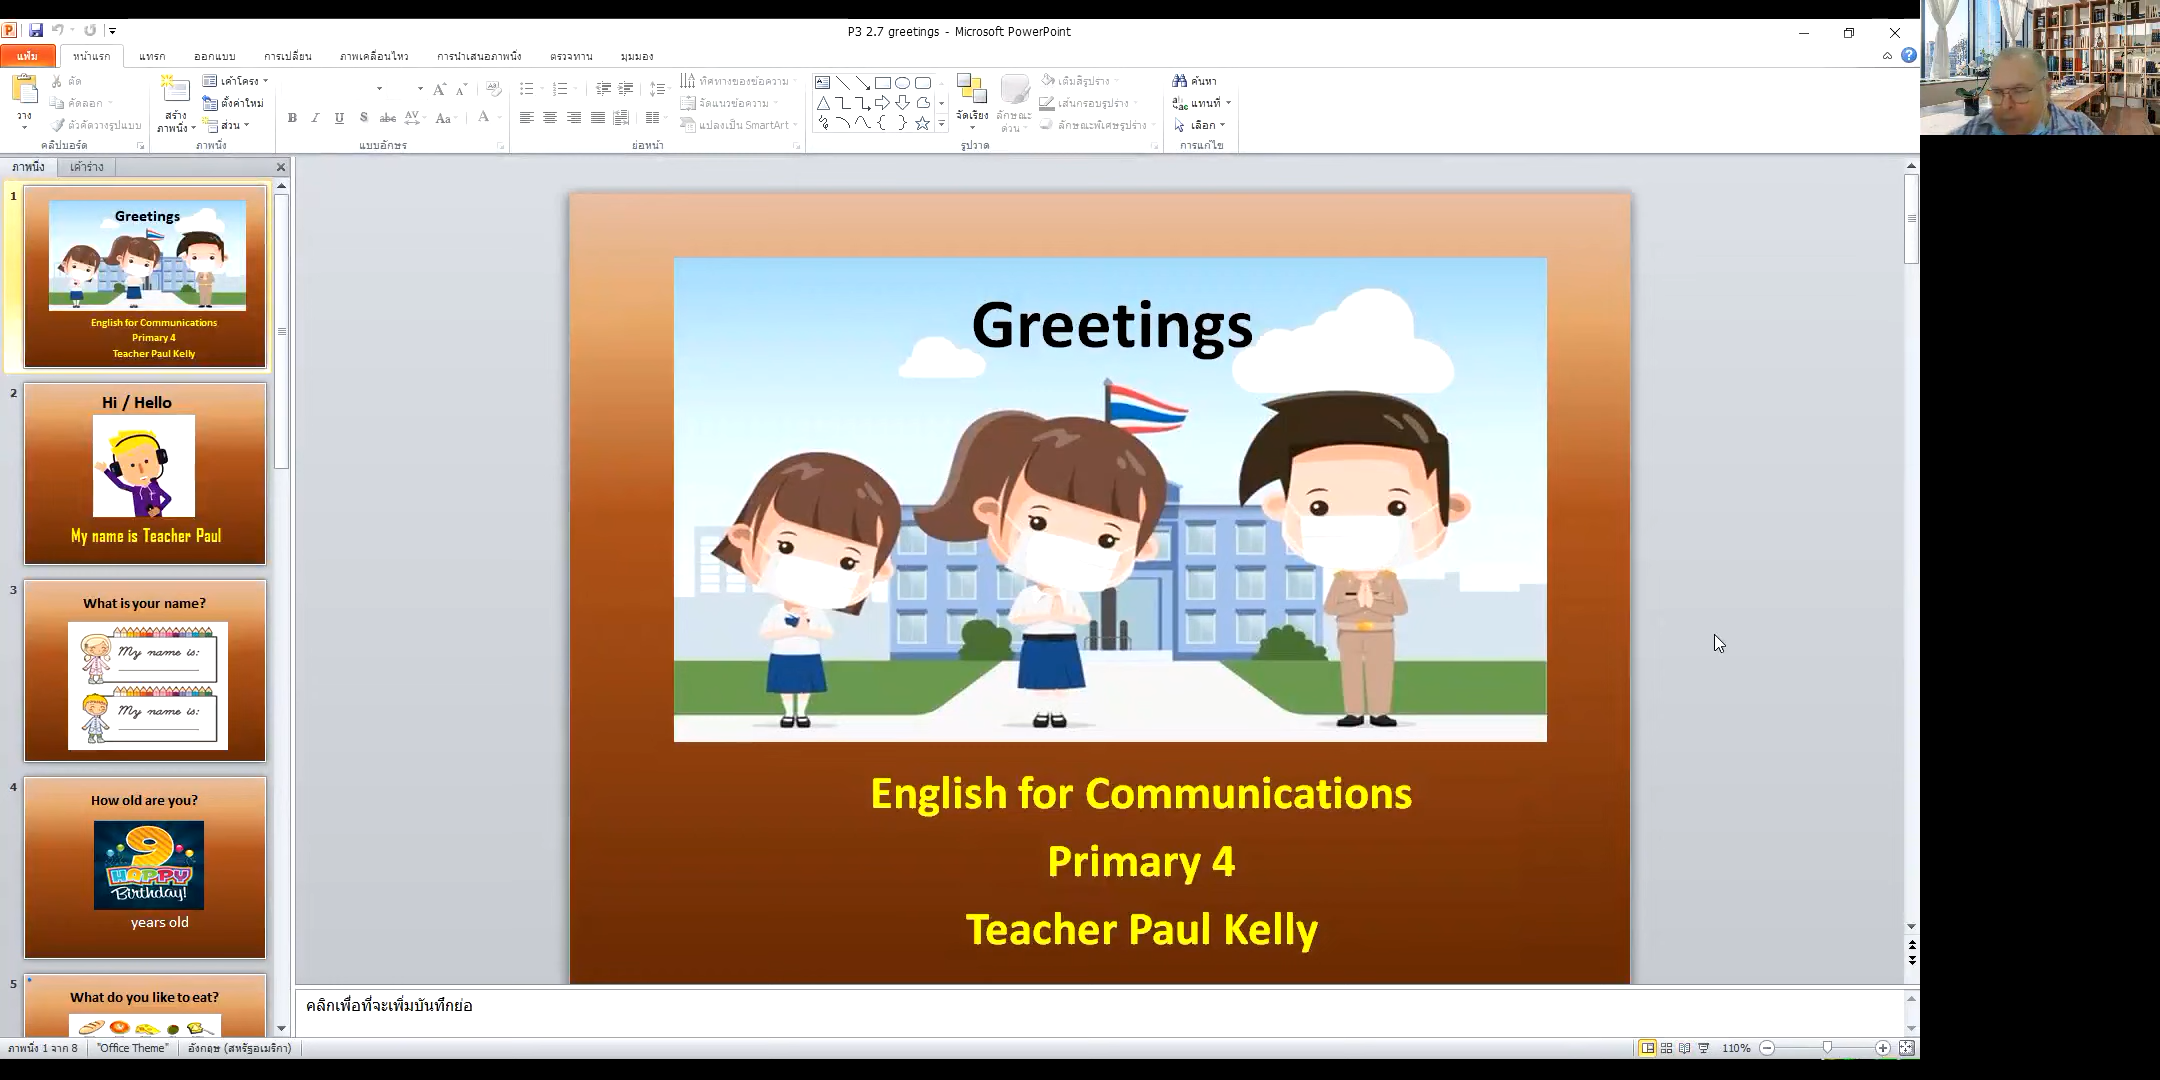 P3 2.7 greetings - Microsoft PowerPoint
แฟ้ม หน้าแรก แทรก ออกแบบ การเปลี่ยน ภาพเคลื่อนไหว การนำเสนอภาพนิ่ง ตรวจทาน มุมมอง
วาง
ตัด
คัดลอก
ตัวคัดวางรูปแบบ
คลิปบอร์ด
สร้าง
ภาพนิ่ง
เค้าโครง
ตั้งค่าใหม่
ส่วน
ภาพนิ่ง
B I U S abc AV Aa A
แบบอักษร
ทิศทางของข้อความ
จัดแนวข้อความ
แปลงเป็น SmartArt
ย่อหน้า
จัดเรียง
ลักษณะ
ด่วน
เติมสีรูปร่าง
เส้นกรอบรูปร่าง
ลักษณะพิเศษรูปร่าง
รูปวาด
ค้นหา
แทนที่
เลือก
การแก้ไข
ภาพนิ่ง เค้าร่าง
1
Greetings
English for Communications
Primary 4
Teacher Paul Kelly
2
Hi / Hello
My name is Teacher Paul
3
What is your name?
My name is:
My name is:
4
How old are you?
9
HAPPY
Birthday!
years old
5
What do you like to eat?
Greetings
English for Communications
Primary 4
Teacher Paul Kelly
คลิกเพื่อที่จะเพิ่มบันทึกย่อ
ภาพนิ่ง 1 จาก 8 "Office Theme" อังกฤษ (สหรัฐอเมริกา) 110%